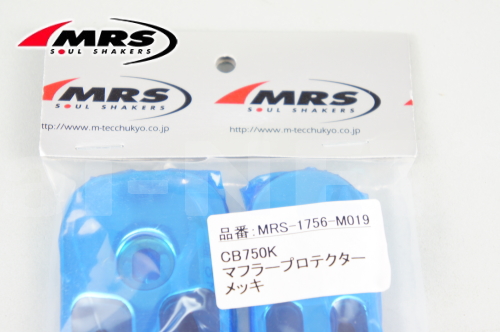 MRS
SOUL SHAKERS
MRS
SOUL SHAKERS
http://www.m-tecchukyo.co.jp
MRS
SOUL SHAKERS
http://www.m-tecchukyo.co.jp
品番:MRS-1756-M019
CB750K
マフラープロテクター
メッキ